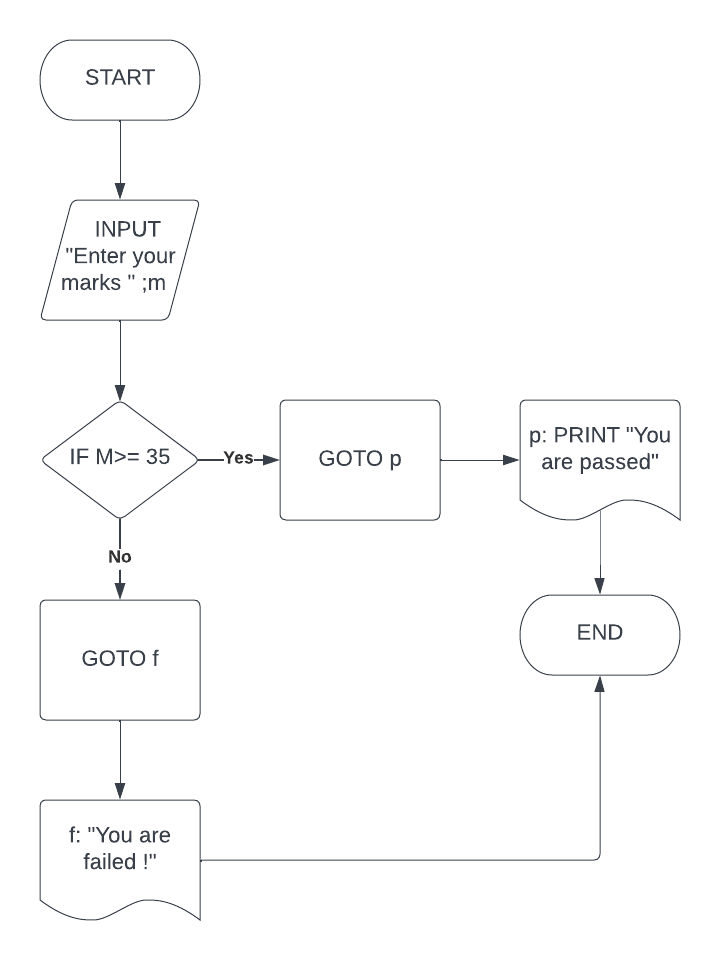 START
INPUT
"Enter your
marks " ;m
IF M>= 35
Yes
GOTO p
p: PRINT "You
are passed"
No
END
GOTO f
f: "You are
failed !"